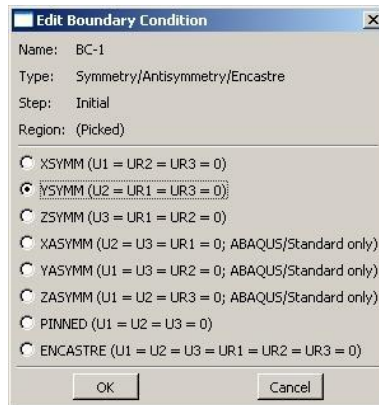 Edit Boundary Condition
Name: BC-1
Type: Symmetry/Antisymmetry/Encastre
Step: Initial
Region: (Picked)
XSYMM (U1 = UR2 = UR3 = 0)
YSYMM (U2 = UR1 = UR3 = 0)
ZSYMM (U3 = UR1 = UR2 = 0)
XASYMM (U2 = U3 = UR1 = 0; ABAQUS/Standard only)
YASYMM (U1 = U3 = UR2 = 0; ABAQUS/Standard only)
ZASYMM (U1 = U2 = UR3 = 0; ABAQUS/Standard only)
PINNED (U1 = U2 = U3 = 0)
ENCASTRE (U1 = U2 = U3 = UR1 = UR2 = UR3 = 0)
OK Cancel